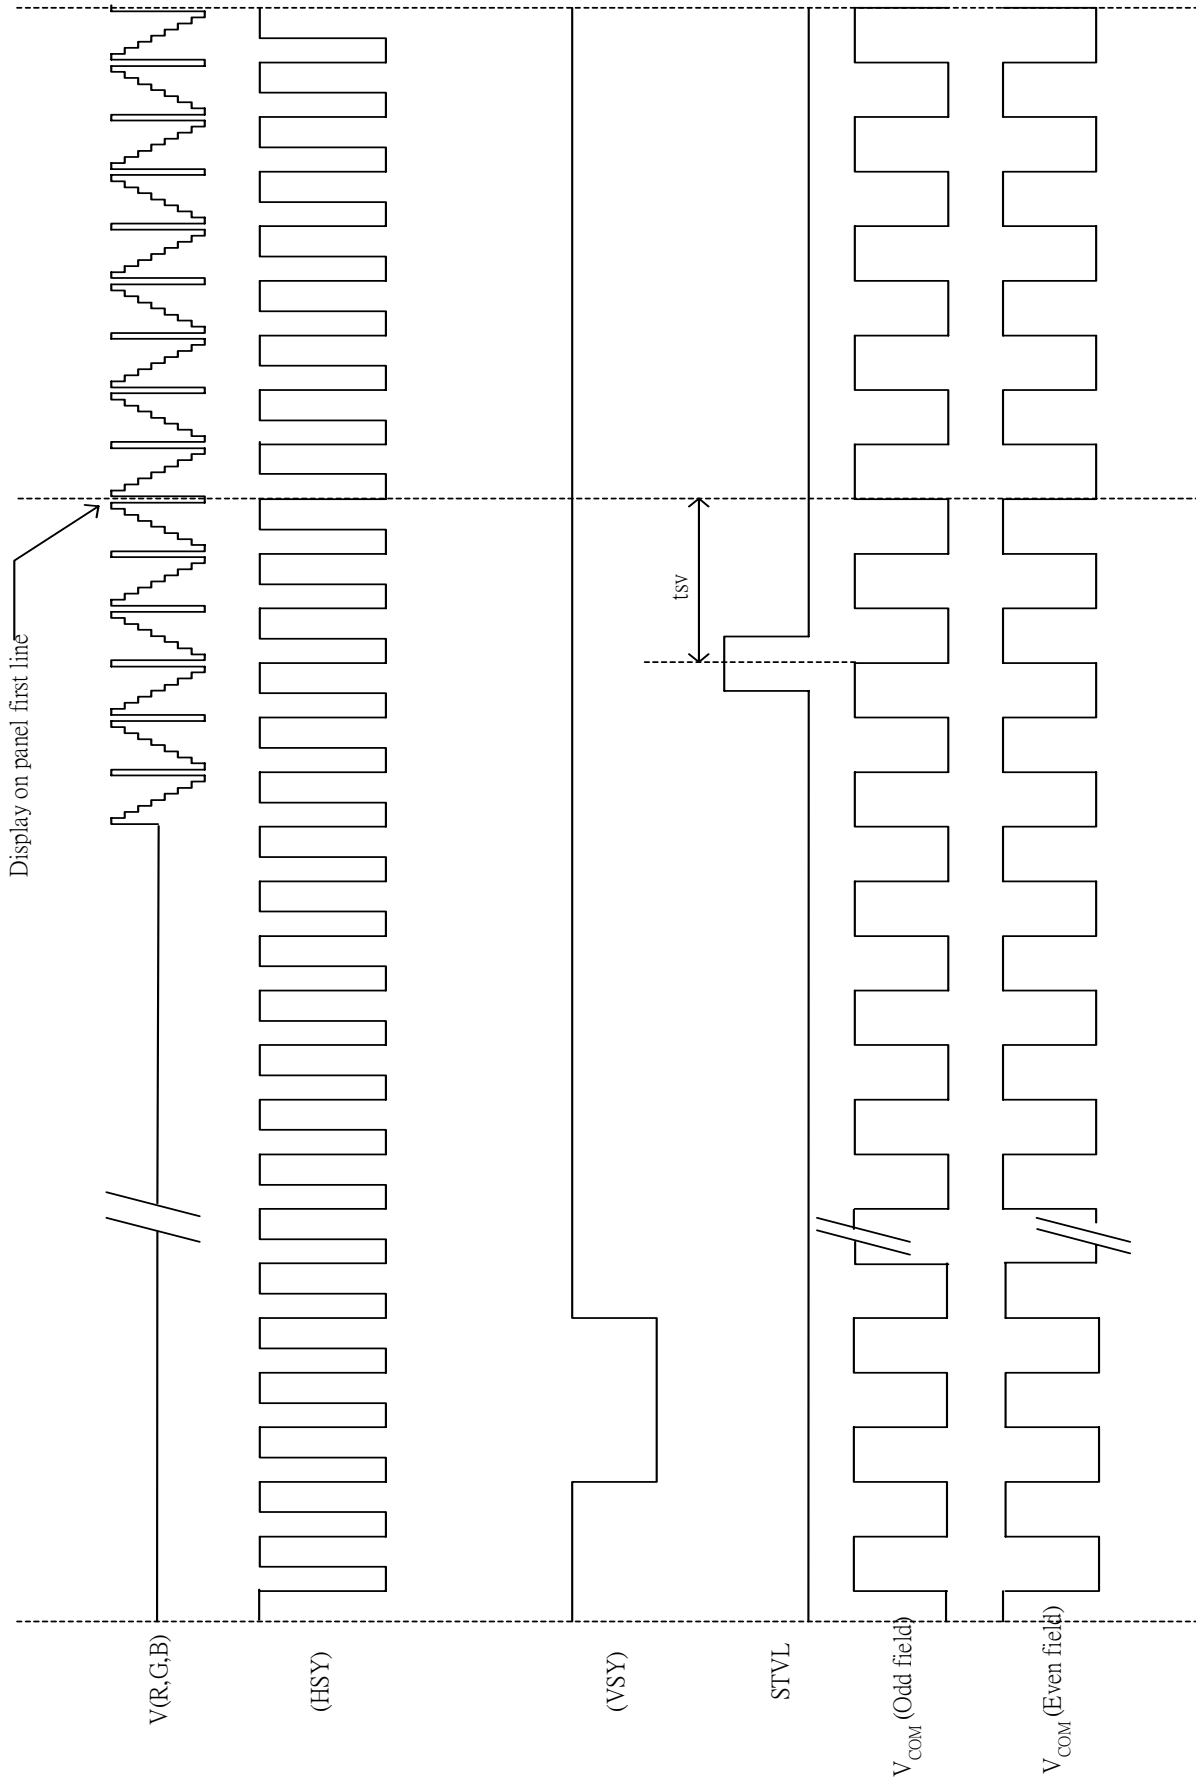 Display on panel first line
V(R,G,B)
(HSY)
(VSY)
tsv
STVL
VCOM (Odd field)
VCOM (Even field)